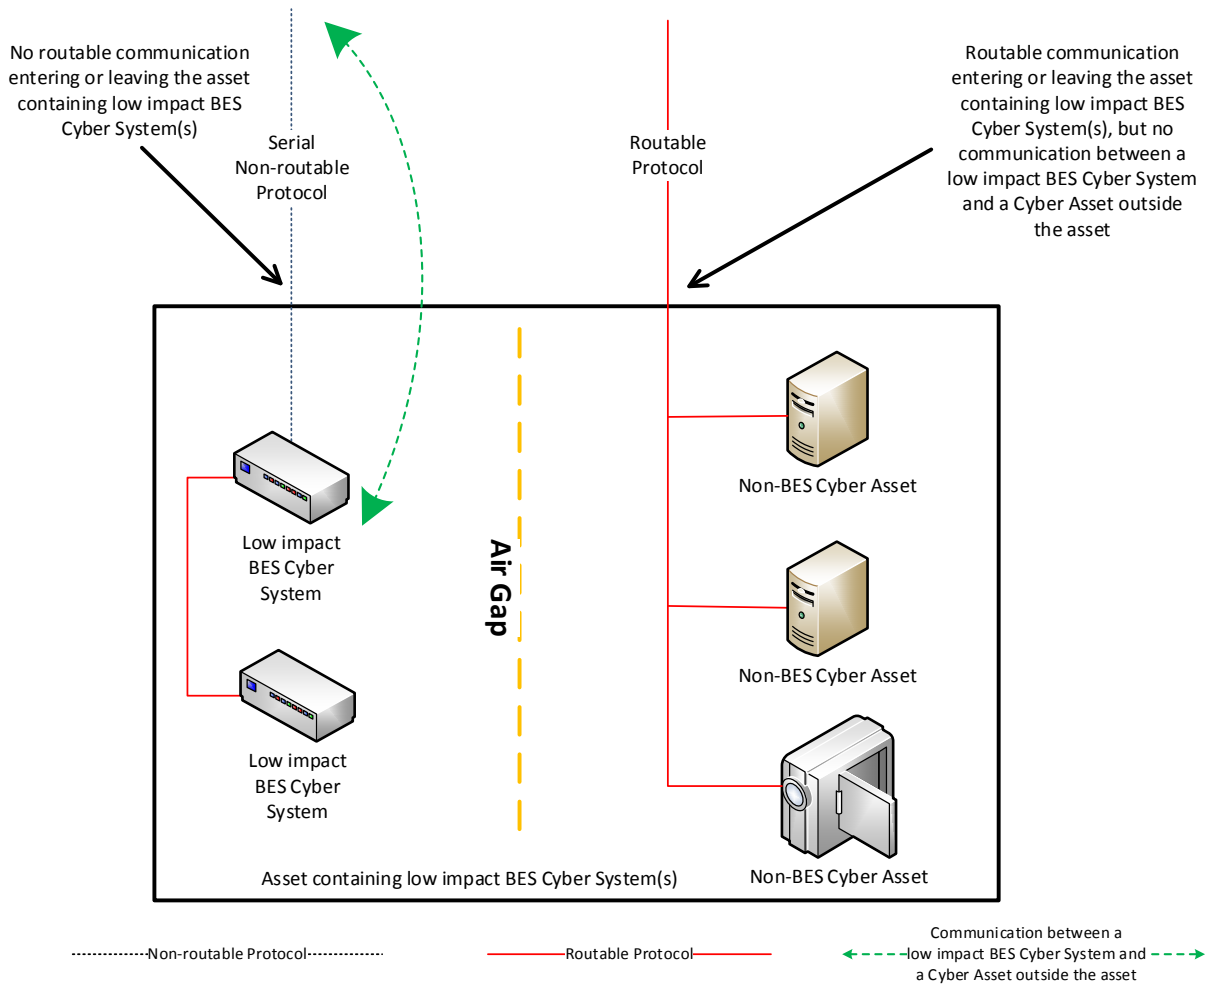 No routable communication
entering or leaving the asset
containing low impact BES
Cyber System(s)
Serial
Non-routable
Protocol
Routable
Protocol
Routable communication
entering or leaving the asset
containing low impact BES
Cyber System(s), but no
communication between a
low impact BES Cyber System
and a Cyber Asset outside
the asset
Low impact
BES Cyber
System
Low impact
BES Cyber
System
Air Gap
Non-BES Cyber Asset
Non-BES Cyber Asset
Non-BES Cyber Asset
Asset containing low impact BES Cyber System(s)
Non-routable Protocol
Routable Protocol
Communication between a
low impact BES Cyber System and
a Cyber Asset outside the asset